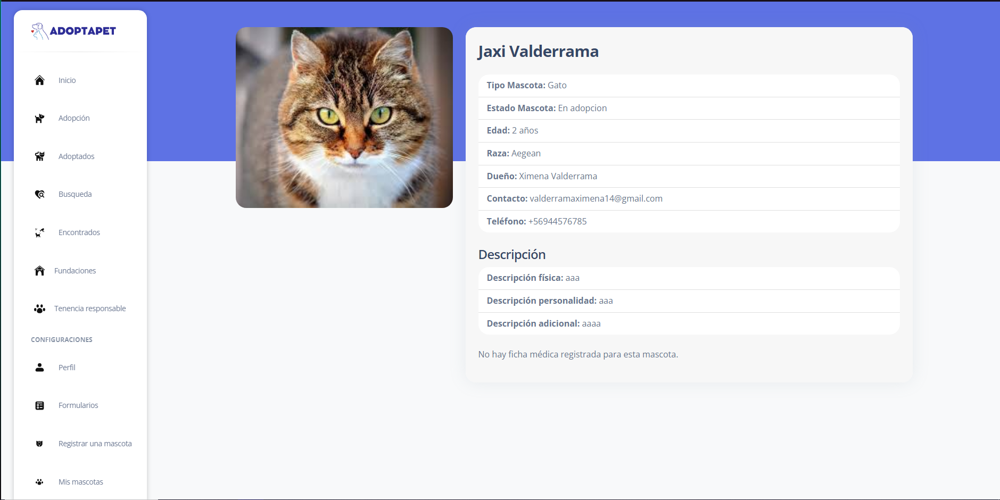 ADOPTAPET
Inicio
Adopción
Adoptados
Busqueda
Encontrados
Fundaciones
Tenencia responsable
CONFIGURACIONES
Perfil
Formularios
Registrar una mascota
Mis mascotas
Jaxi Valderrama
Tipo Mascota: Gato
Estado Mascota: En adopcion
Edad: 2 años
Raza: Aegean
Dueño: Ximena Valderrama
Contacto: valderramaximena14@gmail.com
Teléfono: +56944576785
Descripción
Descripción física: aaa
Descripción personalidad: aaa
Descripción adicional: aaaa
No hay ficha médica registrada para esta mascota.